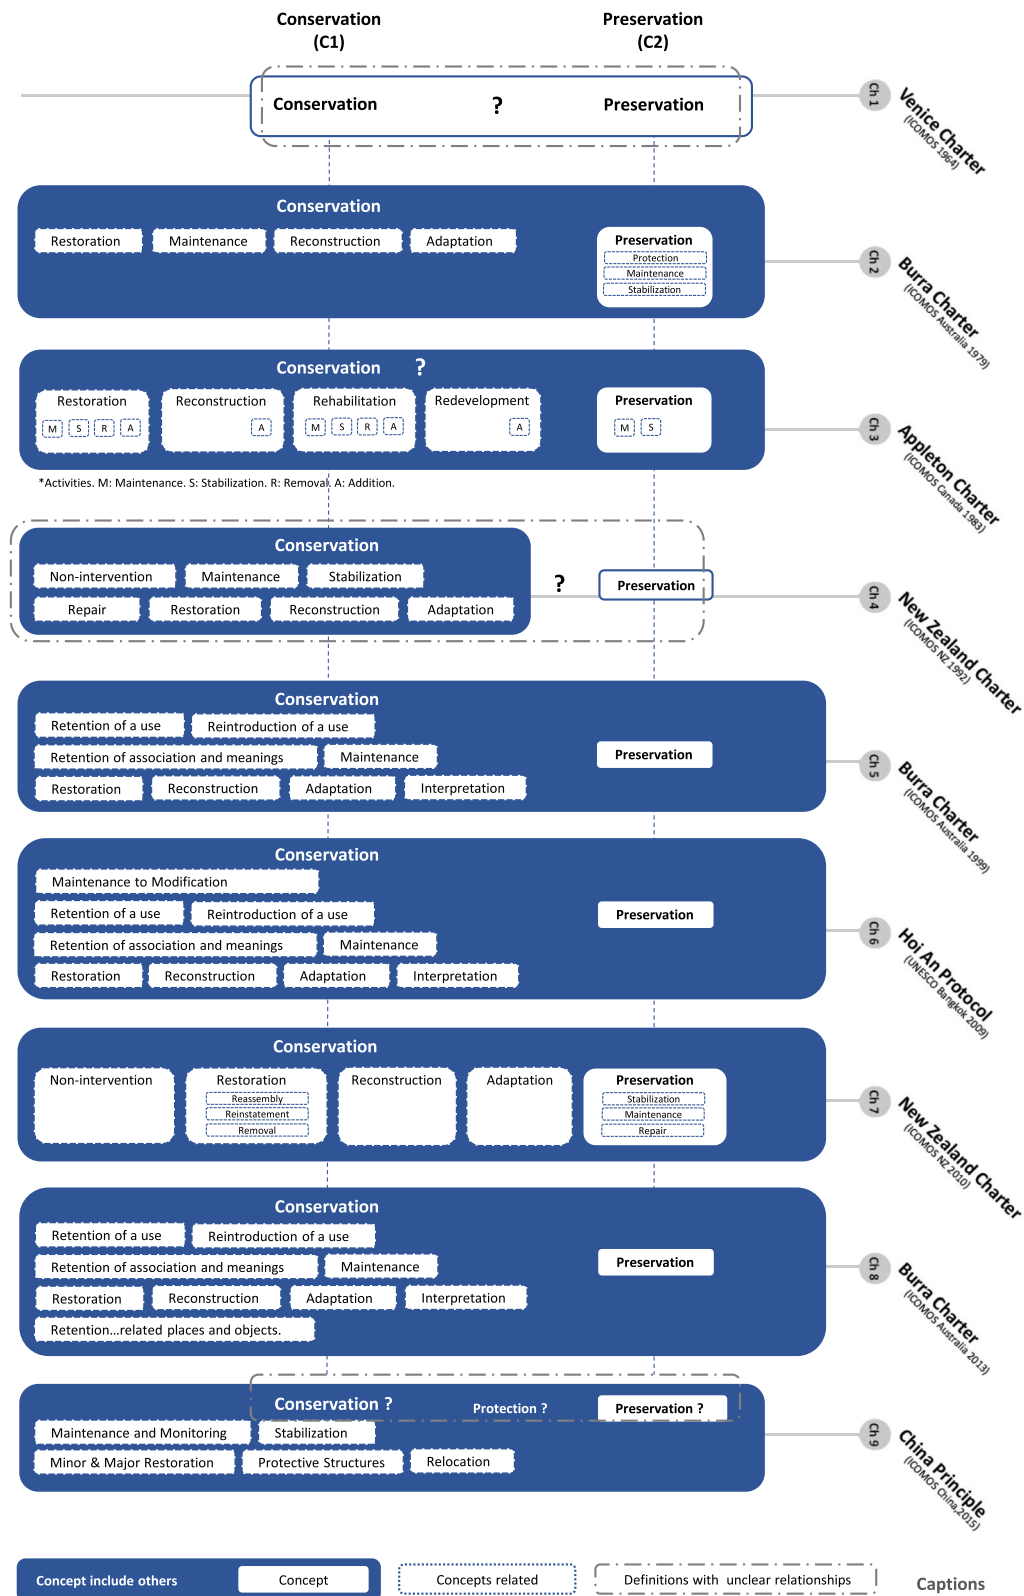 Conservation
(C1)
Preservation
(C2)
Conservation
?
Preservation
Ch 1
Venice Charter
(ICOMOS 1964)
Conservation
Restoration
Maintenance
Reconstruction
Adaptation
Preservation
Protection
Maintenance
Stabilization
Ch 2
Burra Charter
(ICOMOS Australia 1979)
Conservation ?
Restoration
M S R A
Reconstruction
A
Rehabilitation
M S R A
Redevelopment
A
Preservation
M S
Ch 3
Appleton Charter
(ICOMOS Canada 1983)
*Activities. M: Maintenance. S: Stabilization. R: Removal. A: Addition.
Conservation
Non-intervention
Maintenance
Stabilization
Repair
Restoration
Reconstruction
Adaptation
?
Preservation
Ch 4
New Zealand Charter
(ICOMOS NZ 1992)
Conservation
Retention of a use
Reintroduction of a use
Retention of association and meanings
Maintenance
Restoration
Reconstruction
Adaptation
Interpretation
Preservation
Ch 5
Burra Charter
(ICOMOS Australia 1999)
Conservation
Maintenance to Modification
Retention of a use
Reintroduction of a use
Retention of association and meanings
Maintenance
Restoration
Reconstruction
Adaptation
Interpretation
Preservation
Ch 6
Hoi An Protocol
(UNESCO Bangkok 2009)
Conservation
Non-intervention
Restoration
Reassembly
Reinstatement
Removal
Reconstruction
Adaptation
Preservation
Stabilization
Maintenance
Repair
Ch 7
New Zealand Charter
(ICOMOS NZ 2010)
Conservation
Retention of a use
Reintroduction of a use
Retention of association and meanings
Maintenance
Restoration
Reconstruction
Adaptation
Interpretation
Retention...related places and objects.
Preservation
Ch 8
Burra Charter
(ICOMOS Australia 2013)
Conservation ?
Protection ?
Preservation ?
Maintenance and Monitoring
Stabilization
Minor & Major Restoration
Protective Structures
Relocation
Ch 9
China Principle
(ICOMOS China,2015)
Concept include others
Concept
Concepts related
Definitions with unclear relationships
Captions